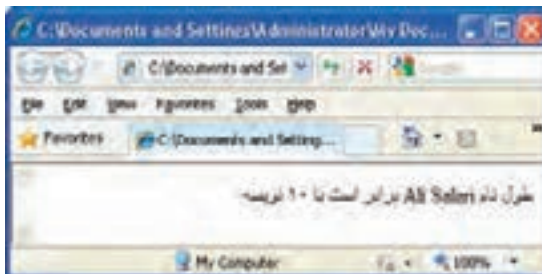 C:\Documents and Settings\Administrator\My Doc...
C:\Documents and Set
File Edit View Favorites Tools Help
Favorites C:\Documents and Setting...
طول نام Ali Salari برابر است با ۱۰ نویسه
My Computer 100%